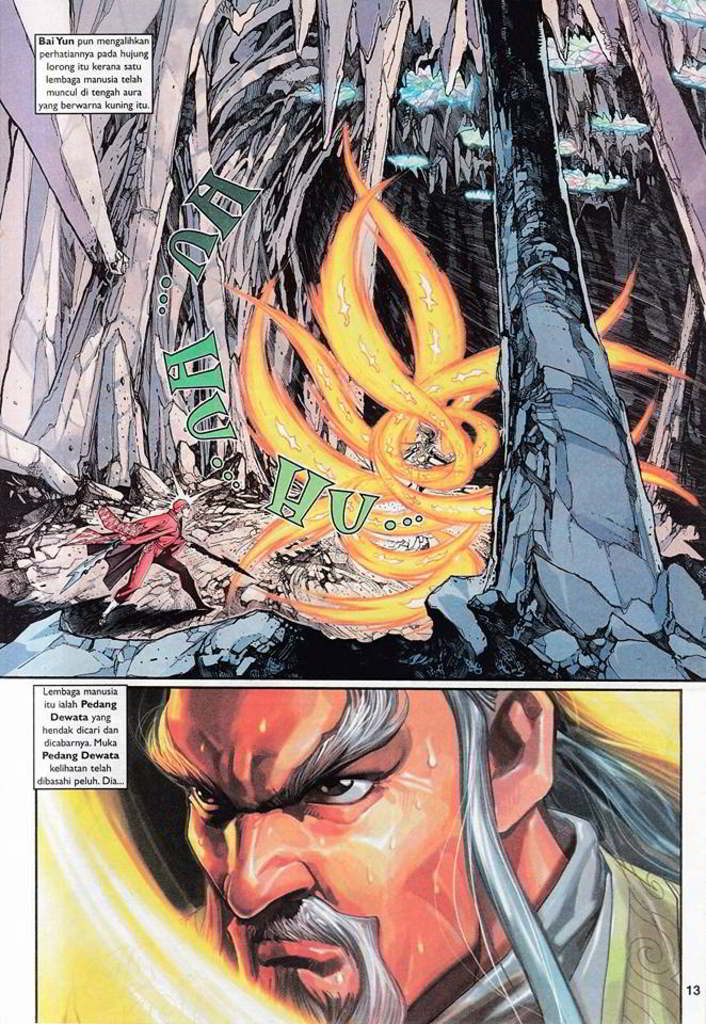 Bai Yun pun mengalihkan
perhatiannya pada hujung
lorong itu kerana satu
lembaga manusia telah
muncul di tengah aura
yang berwarna kuning itu.
HU...
HU...
HU...
Lembaga manusia
itu ialah Pedang
Dewata yang
hendak dicari dan
dicabarnya. Muka
Pedang Dewata
kelihatan telah
dibasahi peluh. Dia...
13